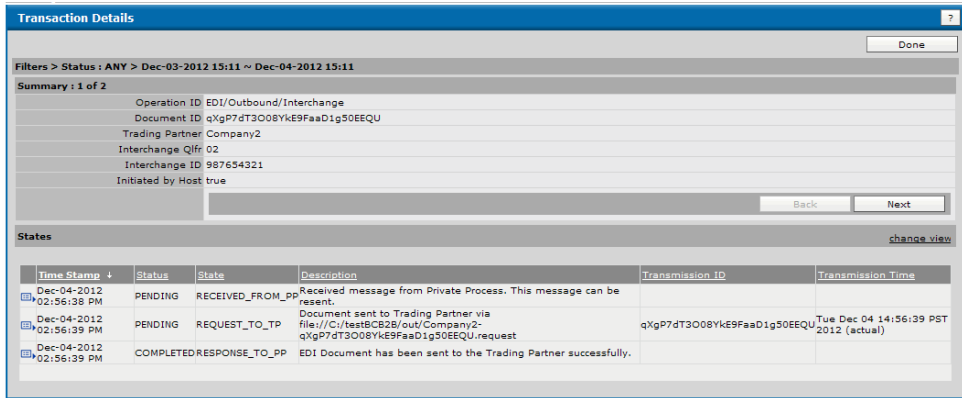 Transaction Details
?
Done
Filters > Status : ANY > Dec-03-2012 15:11 ~ Dec-04-2012 15:11
Summary : 1 of 2
Operation ID EDI/Outbound/Interchange
Document ID qXgP7dT3O08YkE9FaaD1g50EEQU
Trading Partner Company2
Interchange Qlfr 02
Interchange ID 987654321
Initiated by Host true
Back Next
States change view
Time Stamp ↓ Status State Description Transmission ID Transmission Time
Dec-04-2012
02:56:38 PM
PENDING RECEIVED_FROM_PP
Received message from Private Process. This message can be
resent.
Dec-04-2012
02:56:39 PM
PENDING REQUEST_TO_TP
Document sent to Trading Partner via
file://C:/testBCB2B/out/Company2-
qXgP7dT3O08YkE9FaaD1g50EEQU.request
qXgP7dT3O08YkE9FaaD1g50EEQU
Tue Dec 04 14:56:39 PST
2012 (actual)
Dec-04-2012
02:56:39 PM
COMPLETED RESPONSE_TO_PP EDI Document has been sent to the Trading Partner successfully.